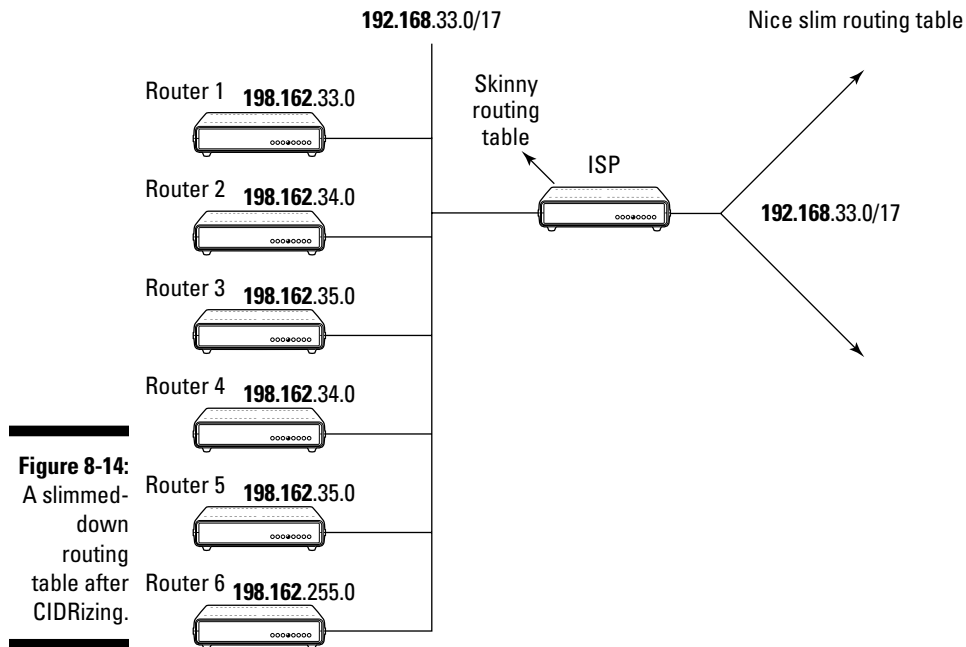 192.168.33.0/17
Nice slim routing table
Router 1 198.162.33.0
Skinny
routing
table
ISP
Router 2 198.162.34.0
192.168.33.0/17
Router 3 198.162.35.0
Router 4 198.162.34.0
Router 5 198.162.35.0
Router 6 198.162.255.0
Figure 8-14:
A slimmed-
down
routing
table after
CIDRizing.